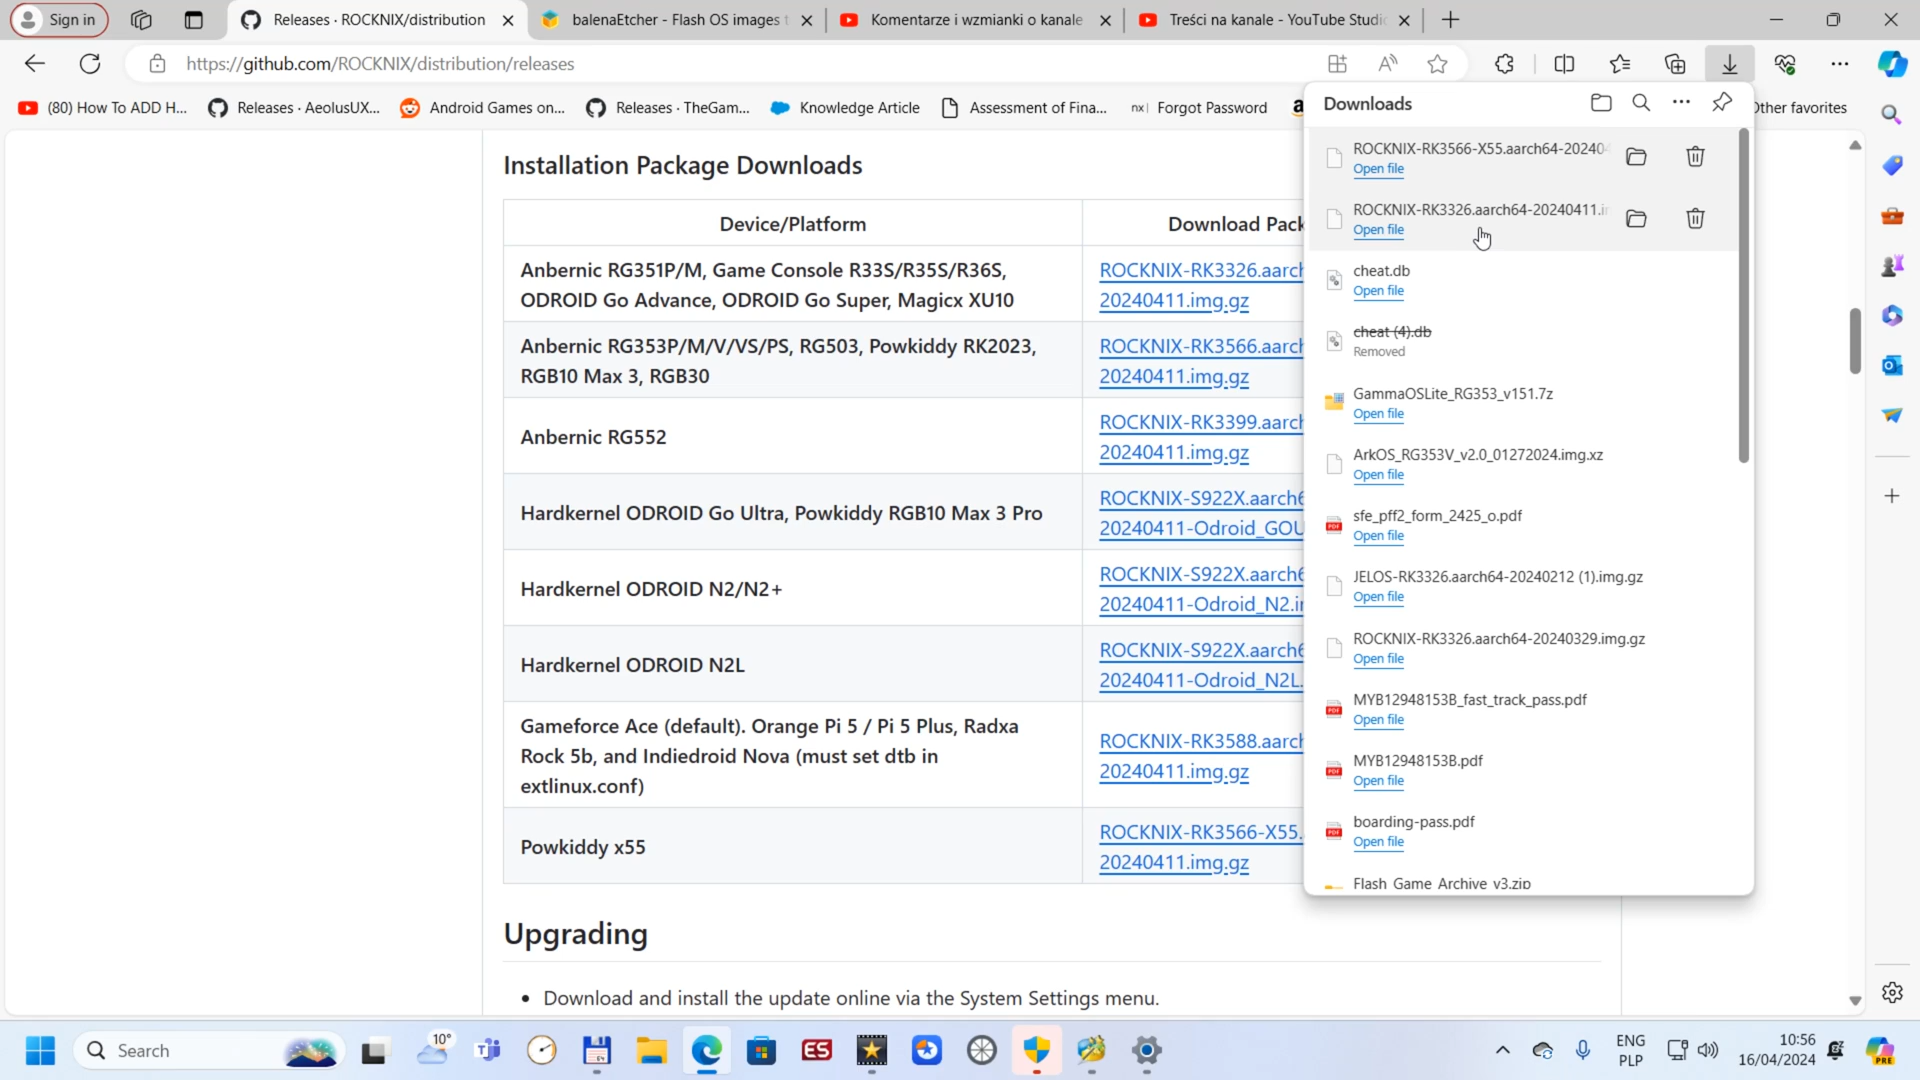 Sign in
Releases · ROCKNIX/distribution
balenaEtcher - Flash OS images t
Komentarze i wzmianki o kanale
Treści na kanale - YouTube Studio
https://github.com/ROCKNIX/distribution/releases
(80) How To ADD H...
Releases · AeolusUX...
Android Games on...
Releases · TheGam...
Knowledge Article
Assessment of Fina...
nx Forgot Password
a
Other favorites
Installation Package Downloads
Device/Platform
Download Pack
Anbernic RG351P/M, Game Console R33S/R35S/R36S,
ODROID Go Advance, ODROID Go Super, Magicx XU10
ROCKNIX-RK3326.aarch
20240411.img.gz
Anbernic RG353P/M/V/VS/PS, RG503, Powkiddy RK2023,
RGB10 Max 3, RGB30
ROCKNIX-RK3566.aarch
20240411.img.gz
Anbernic RG552
ROCKNIX-RK3399.aarch
20240411.img.gz
Hardkernel ODROID Go Ultra, Powkiddy RGB10 Max 3 Pro
ROCKNIX-S922X.aarch6
20240411-Odroid_GOU
Hardkernel ODROID N2/N2+
ROCKNIX-S922X.aarch6
20240411-Odroid_N2.i
Hardkernel ODROID N2L
ROCKNIX-S922X.aarch6
20240411-Odroid_N2L.
Gameforce Ace (default). Orange Pi 5 / Pi 5 Plus, Radxa
Rock 5b, and Indiedroid Nova (must set dtb in
extlinux.conf)
ROCKNIX-RK3588.aarch
20240411.img.gz
Powkiddy x55
ROCKNIX-RK3566-X55.
20240411.img.gz
Upgrading
Download and install the update online via the System Settings menu.
Downloads
ROCKNIX-RK3566-X55.aarch64-20240
Open file
ROCKNIX-RK3326.aarch64-20240411.i
Open file
cheat.db
Open file
cheat (4).db
Removed
GammaOSLite_RG353_v151.7z
Open file
ArkOS_RG353V_v2.0_01272024.img.xz
Open file
PDF sfe_pff2_form_2425_o.pdf
Open file
JELOS-RK3326.aarch64-20240212 (1).img.gz
Open file
ROCKNIX-RK3326.aarch64-20240329.img.gz
Open file
PDF MYB12948153B_fast_track_pass.pdf
Open file
PDF MYB12948153B.pdf
Open file
PDF boarding-pass.pdf
Open file
Flash Game Archive v3.zip
Search
10°
ES
ENG
PLP
10:56
16/04/2024
PRE